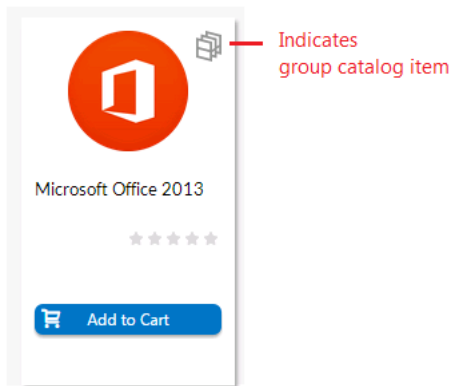 Indicates
group catalog item
Microsoft Office 2013
Add to Cart